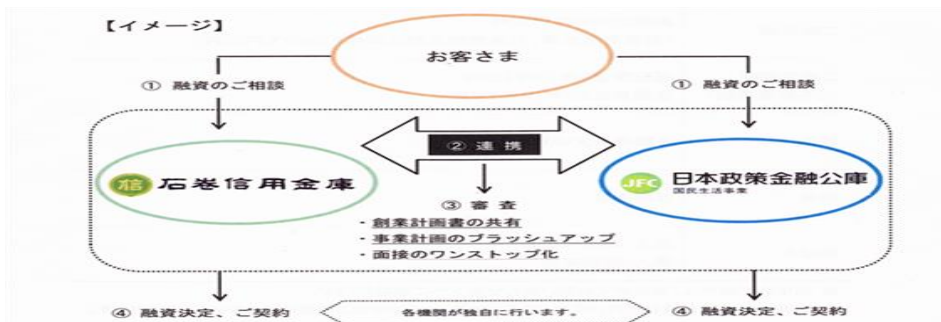 【イメージ】
お客さま
① 融資のご相談
① 融資のご相談
② 連携
信 石巻信用金庫
JFC 日本政策金融公庫
国民生活事業
③ 審査
・創業計画書の共有
・事業計画のブラッシュアップ
・面接のワンストップ化
④ 融資決定、ご契約
各機関が独自に行います。
④ 融資決定、ご契約